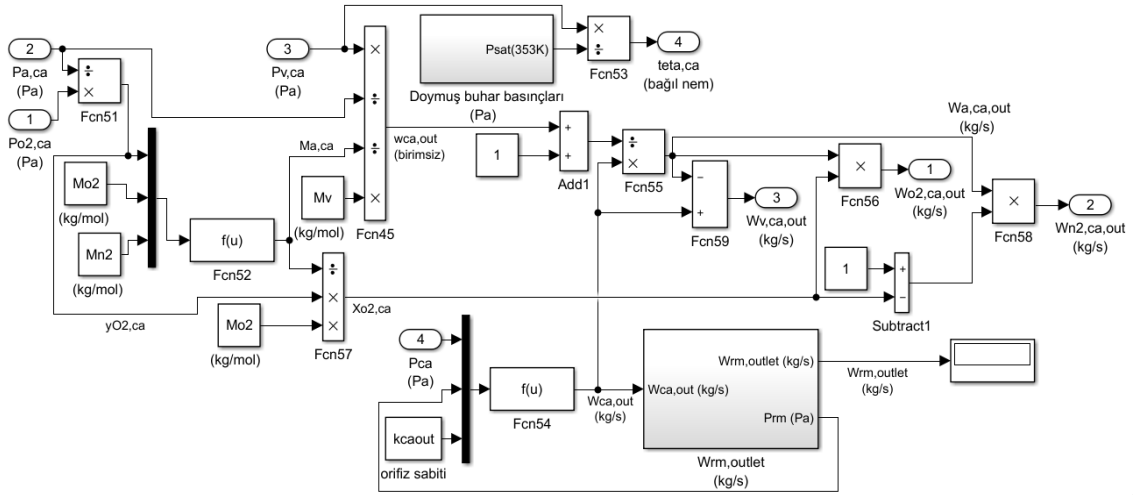 2
Pa,ca
(Pa)
÷
×
Fcn51
1
Po2,ca
(Pa)
Mo2
(kg/mol)
Mn2
(kg/mol)
f(u)
Fcn52
yO2,ca
3
Pv,ca
(Pa)
×
÷
÷
×
Fcn45
Ma,ca
Mv
(kg/mol)
wca,out
(birimsiz)
÷
×
×
Fcn57
Mo2
(kg/mol)
Xo2,ca
Psat(353K)
Doymuş buhar basınçları
(Pa)
×
÷
Fcn53
4
teta,ca
(bağıl nem)
1
+
+
Add1
÷
×
Fcn55
−
+
Fcn59
3
Wv,ca,out
(kg/s)
×
Fcn56
1
Wo2,ca,out
(kg/s)
Wa,ca,out
(kg/s)
×
Fcn58
2
Wn2,ca,out
(kg/s)
1
+
−
Subtract1
4
Pca
(Pa)
kcaout
orifiz sabiti
f(u)
Fcn54
Wca,out
(kg/s)
Wca,out (kg/s)
Wrm,outlet (kg/s)
Prm (Pa)
Wrm,outlet
(kg/s)
Wrm,outlet
(kg/s)